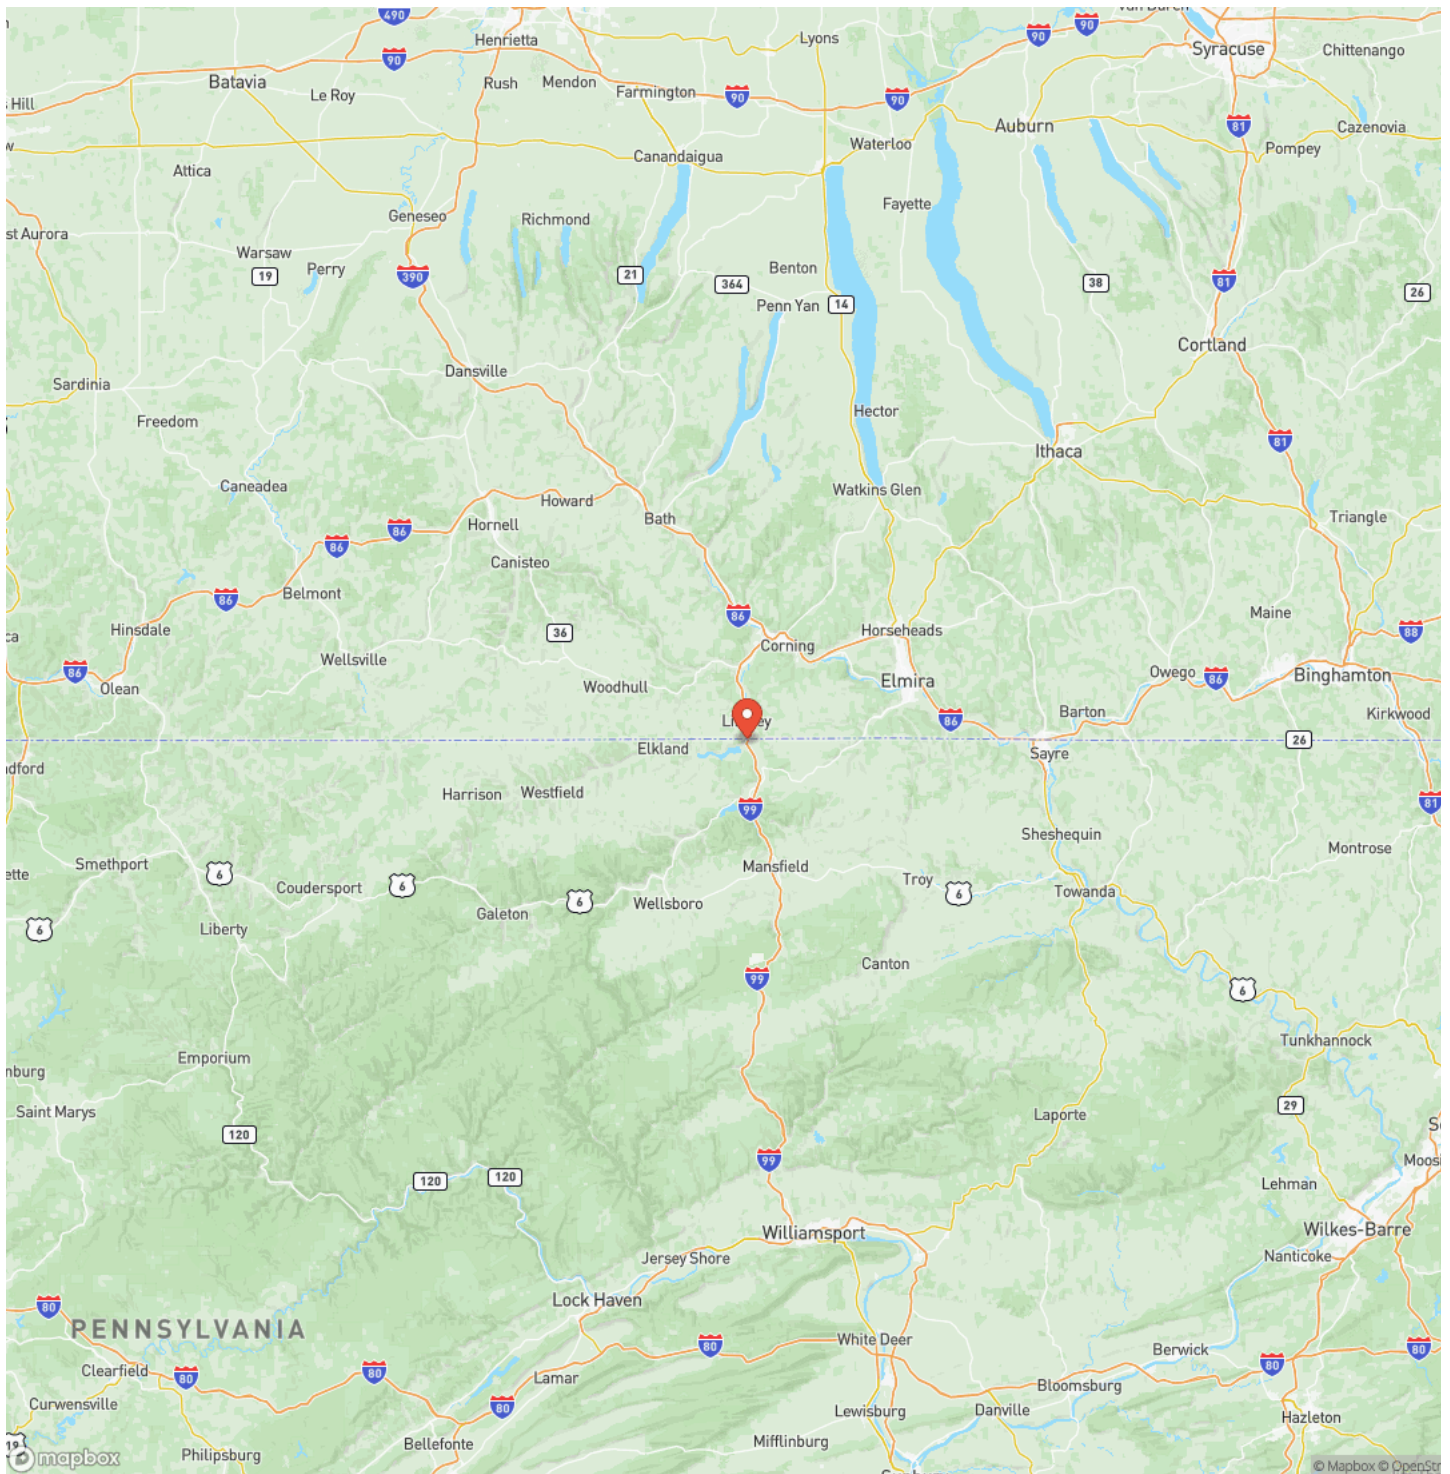 490
Henrietta
Lyons
90
90
Syracuse
Chittenango
90
Batavia
Rush
Mendon
Farmington
90
90
Le Roy
Hill
Auburn
81
Cazenovia
Waterloo
Pompey
Canandaigua
Attica
Geneseo
Richmond
Fayette
st Aurora
Warsaw
Perry
19
390
21
364
Benton
38
81
26
Penn Yan
14
Cortland
Dansville
Sardinia
Freedom
Hector
81
Ithaca
Caneadea
Howard
Watkins Glen
Bath
Hornell
86
Triangle
86
Canisteo
Belmont
86
86
Maine
Hinsdale
36
Horseheads
88
ca
Corning
Wellsville
86
Olean
Woodhull
Elmira
Owego
86
Binghamton
Barton
Kirkwood
86
Elkland
Sayre
26
dford
Harrison
Westfield
99
81
Sheshequin
Montrose
Smethport
Mansfield
ette
6
Coudersport
6
Troy
6
Towanda
Galeton
6
Wellsboro
6
Liberty
Canton
99
6
Emporium
Tunkhannock
nburg
Saint Marys
29
Laporte
120
99
Moosi
120
120
Lehman
Williamsport
Wilkes-Barre
Jersey Shore
Nanticoke
Lock Haven
80
PENNSYLVANIA
80
White Deer
80
Berwick
Clearfield
80
80
80
Lamar
Bloomsburg
Curwensville
80
Lewisburg
Danville
Hazleton
Bellefonte
Mifflinburg
19
Philipsburg
mapbox
© Mapbox © OpenStr